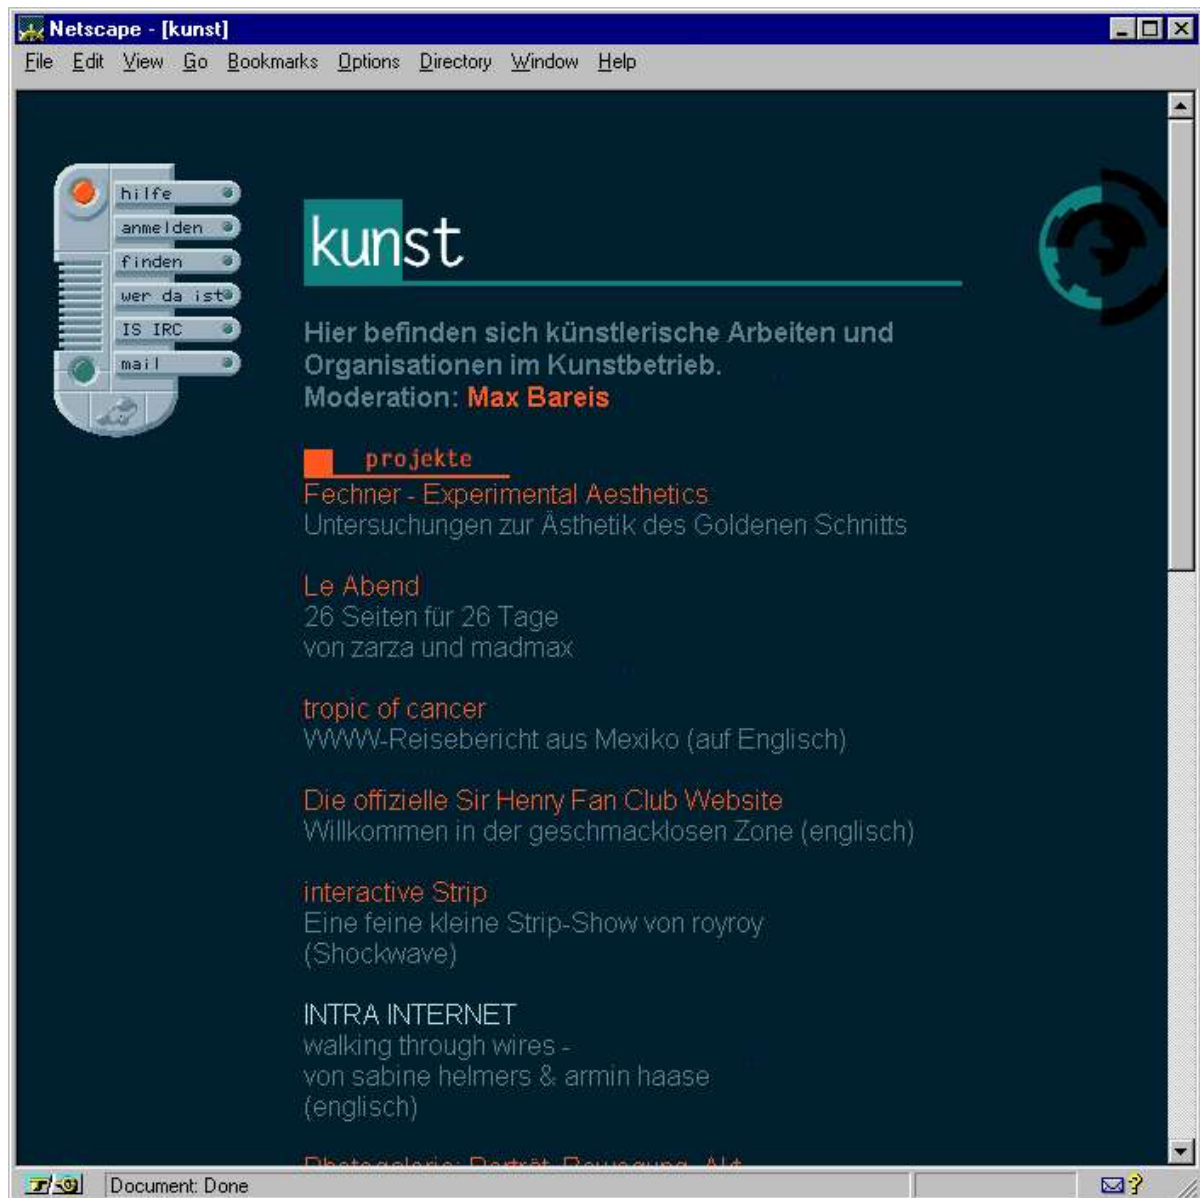 Netscape - [kunst]
File Edit View Go Bookmarks Options Directory Window Help
hilfe
anmelden
finden
wer da ist
IS IRC
mail
kunst
Hier befinden sich künstlerische Arbeiten und
Organisationen im Kunstbetrieb.
Moderation: Max Bareis
projekte
Fechner - Experimental Aesthetics
Untersuchungen zur Ästhetik des Goldenen Schnitts
Le Abend
26 Seiten für 26 Tage
von zarza und madmax
tropic of cancer
WWW-Reisebericht aus Mexiko (auf Englisch)
Die offizielle Sir Henry Fan Club Website
Willkommen in der geschmacklosen Zone (englisch)
interactive Strip
Eine feine kleine Strip-Show von royroy
(Shockwave)
INTRA INTERNET
walking through wires -
von sabine helmers & armin haase
(englisch)
Photogalerie: Porträt, Bewegung, Akt
Document: Done